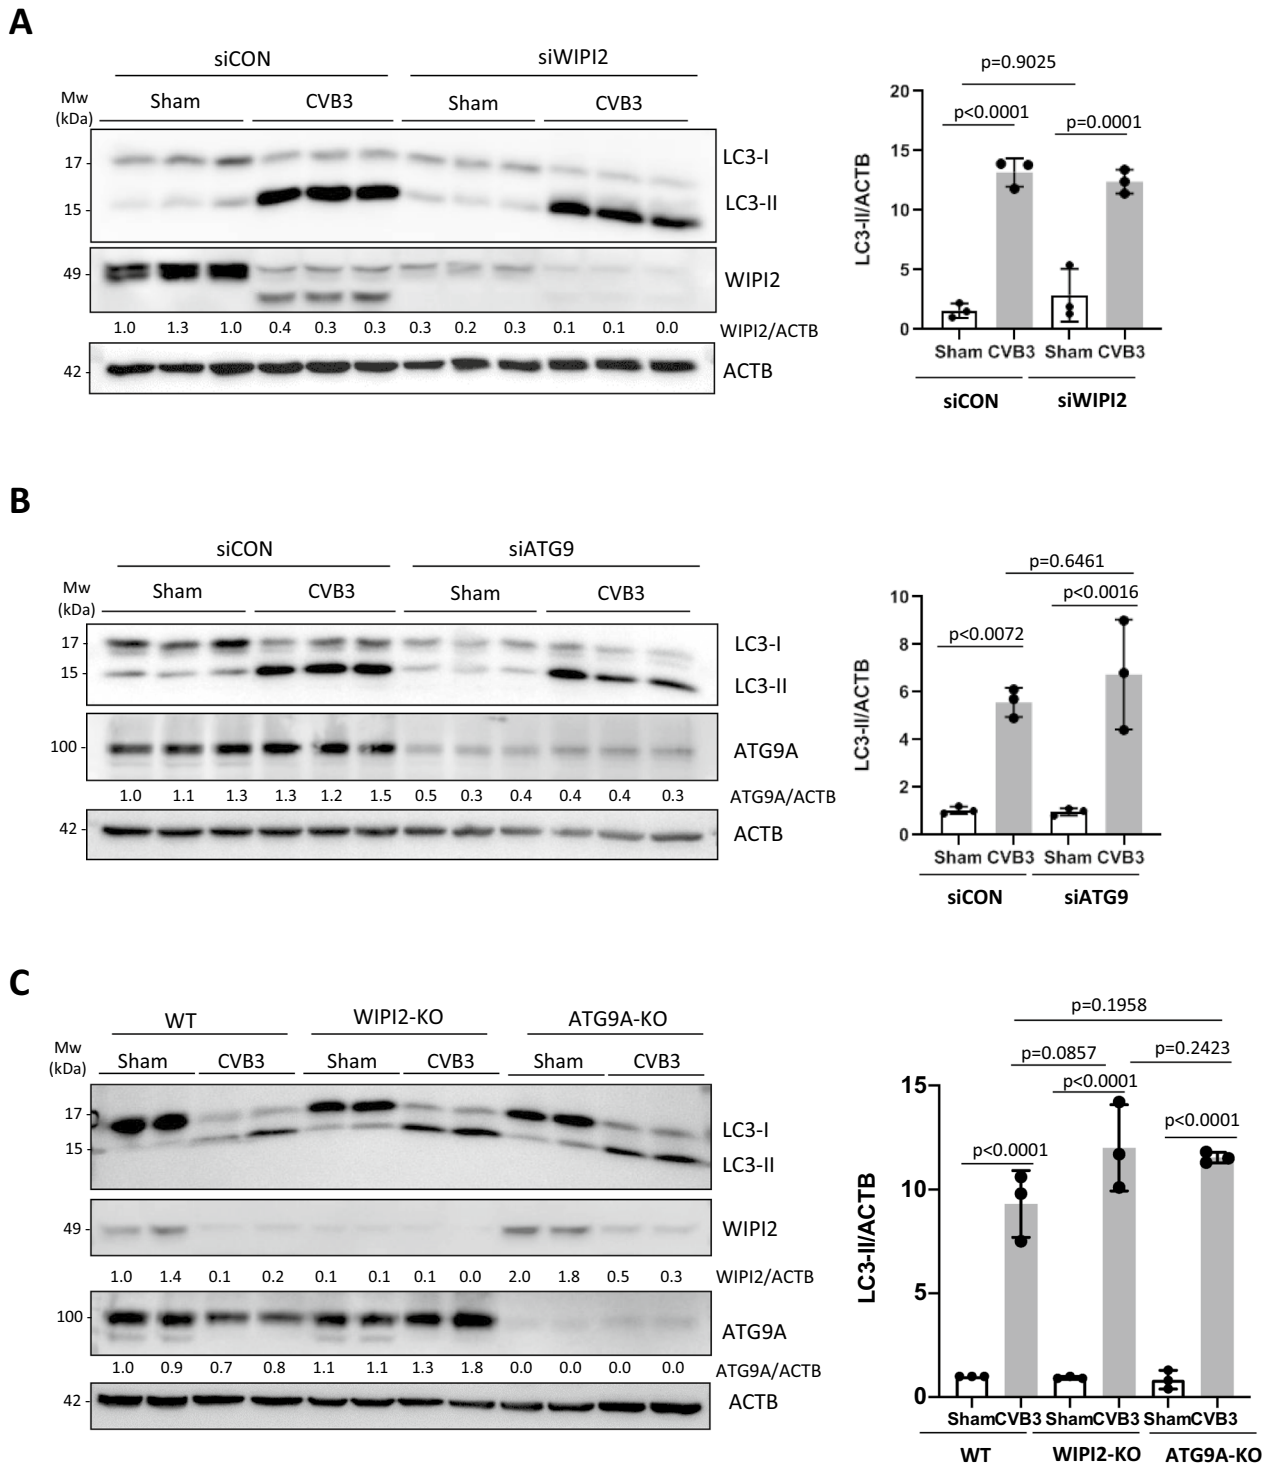 A
siCON siWIPI2
Mw
(kDa)
Sham CVB3 Sham CVB3
17 -
15 -
LC3-I
LC3-II
49 -
WIPI2
1.0 1.3 1.0 0.4 0.3 0.3 0.3 0.2 0.3 0.1 0.1 0.0 WIPI2/ACTB
42 -
ACTB
p=0.9025
p<0.0001
p=0.0001
LC3-II/ACTB
20
15
10
5
0
Sham CVB3 Sham CVB3
siCON siWIPI2
B
siCON siATG9
Mw
(kDa)
Sham CVB3 Sham CVB3
17 -
15 -
LC3-I
LC3-II
100 -
ATG9A
1.0 1.1 1.3 1.3 1.2 1.5 0.5 0.3 0.4 0.4 0.4 0.3 ATG9A/ACTB
42 -
ACTB
p=0.6461
p<0.0016
p<0.0072
LC3-II/ACTB
10
8
6
4
2
0
Sham CVB3 Sham CVB3
siCON siATG9
C
WT WIPI2-KO ATG9A-KO
Mw
(kDa)
Sham CVB3 Sham CVB3 Sham CVB3
17 -
15 -
LC3-I
LC3-II
49 -
WIPI2
1.0 1.4 0.1 0.2 0.1 0.1 0.1 0.0 2.0 1.8 0.5 0.3 WIPI2/ACTB
100 -
ATG9A
1.0 0.9 0.7 0.8 1.1 1.1 1.3 1.8 0.0 0.0 0.0 0.0 ATG9A/ACTB
42 -
ACTB
p=0.1958
p=0.0857
p=0.2423
p<0.0001
p<0.0001
p<0.0001
LC3-II/ACTB
15
10
5
0
Sham CVB3 Sham CVB3 Sham CVB3
WT WIPI2-KO ATG9A-KO